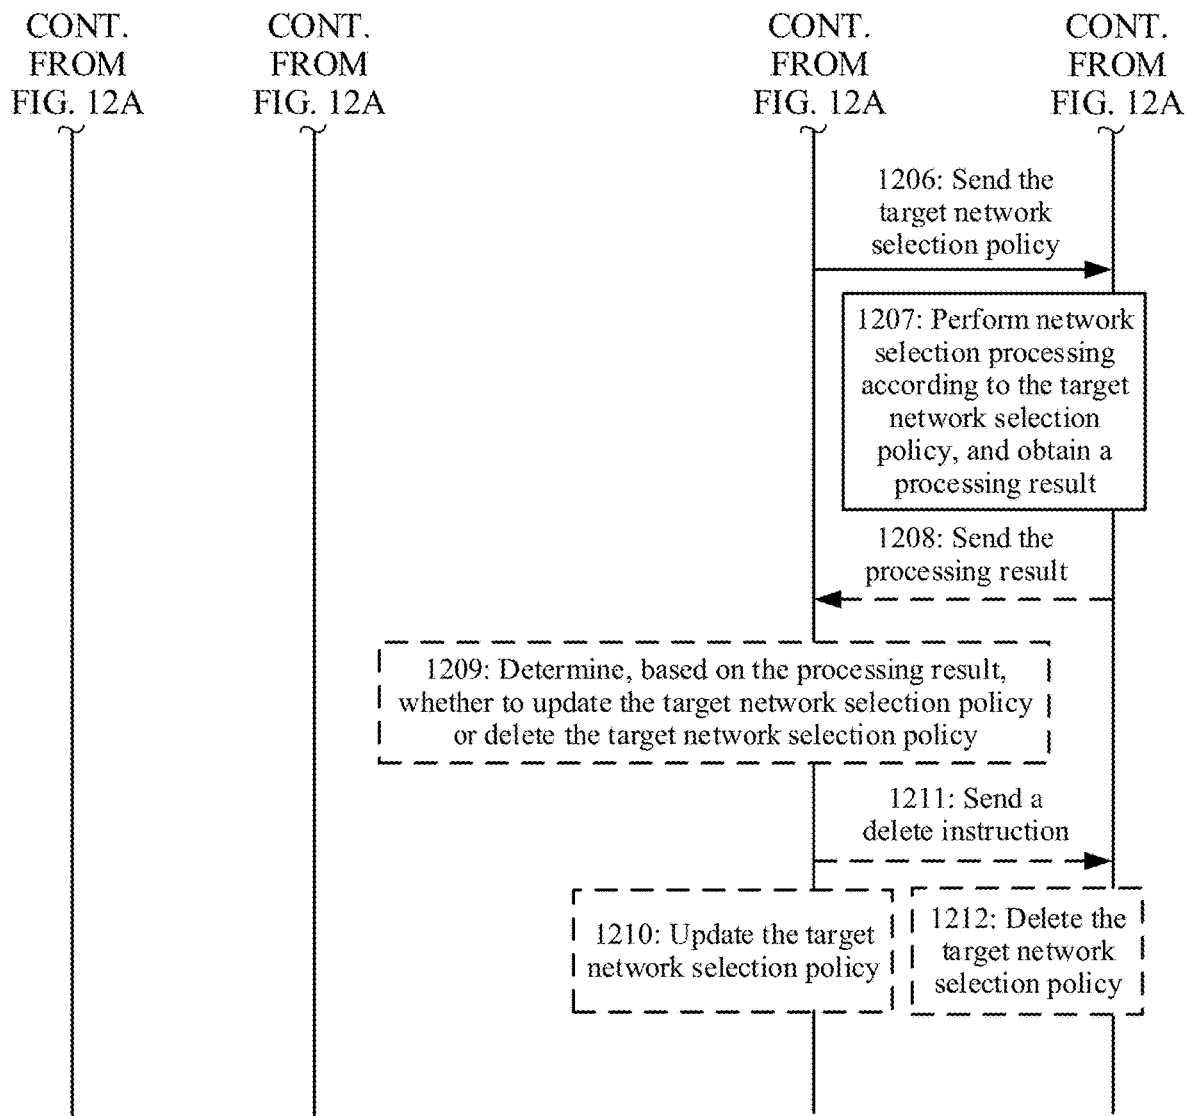 CONT.
FROM
FIG. 12A
CONT.
FROM
FIG. 12A
CONT.
FROM
FIG. 12A
CONT.
FROM
FIG. 12A
1206: Send the
target network
selection policy
1207: Perform network
selection processing
according to the target
network selection
policy, and obtain a
processing result
1208: Send the
processing result
1209: Determine, based on the processing result,
whether to update the target network selection policy
or delete the target network selection policy
1211: Send a
delete instruction
1210: Update the target
network selection policy
1212: Delete the
target network
selection policy